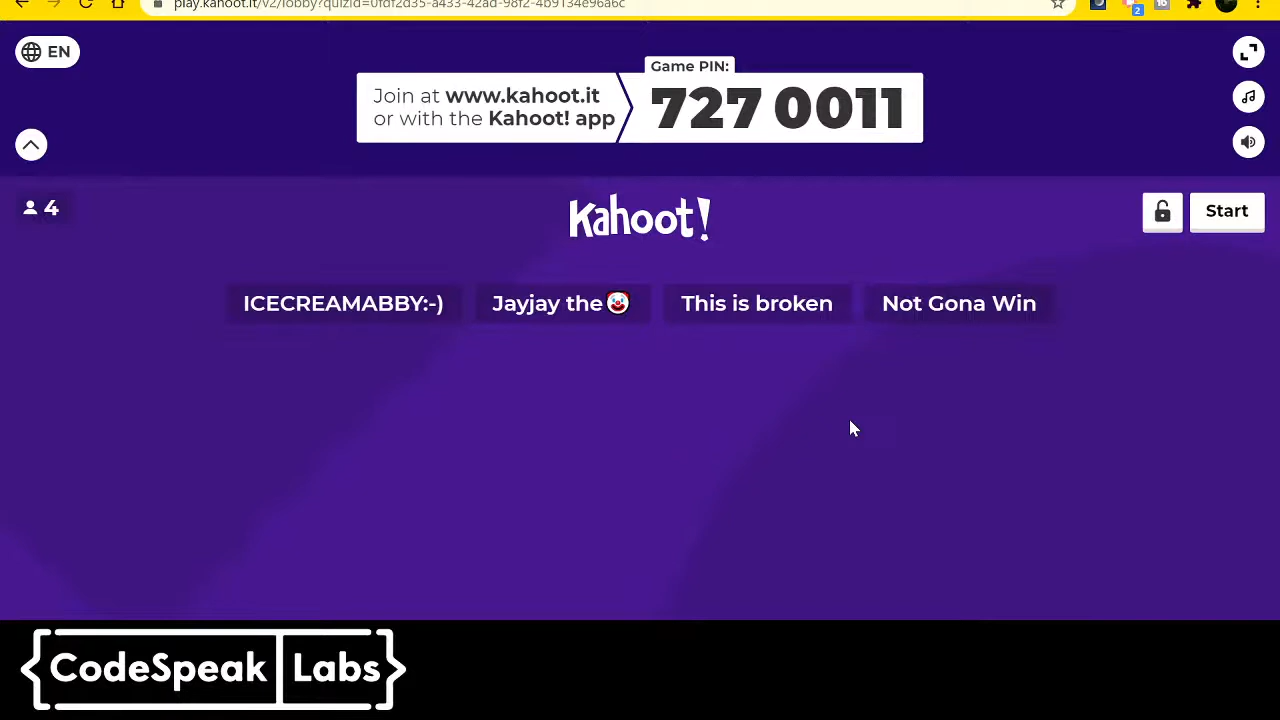 play.kahoot.it/v2/lobby?quizId=0fdf2d35-a433-42ad-98f2-4b9134e96a6c
2
16
EN
Game PIN:
Join at www.kahoot.it
or with the Kahoot! app
727 0011
4
Kahoot!
Start
ICECREAMABBY:-) Jayjay the🤡 This is broken Not Gona Win
{CodeSpeak|Labs}